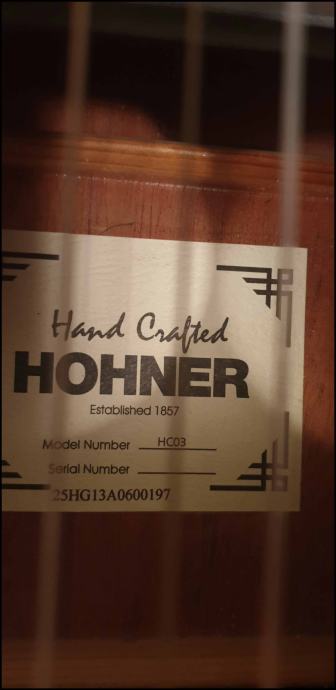 Hand Crafted
HOHNER
Established 1857
Model Number HC03
Serial Number
25HG13A0600197